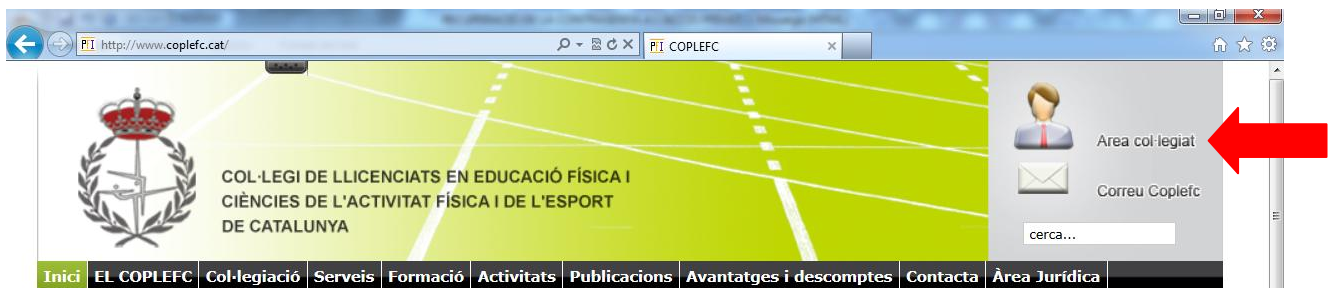 http://www.coplefc.cat/
COPLEFC
Area col·legiat
COL·LEGI DE LLICENCIATS EN EDUCACIÓ FÍSICA I
CIÈNCIES DE L'ACTIVITAT FÍSICA I DE L'ESPORT
DE CATALUNYA
Correu Coplefc
cerca...
Inici EL COPLEFC Col·legiació Serveis Formació Activitats Publicacions Avantatges i descomptes Contacta Àrea Jurídica